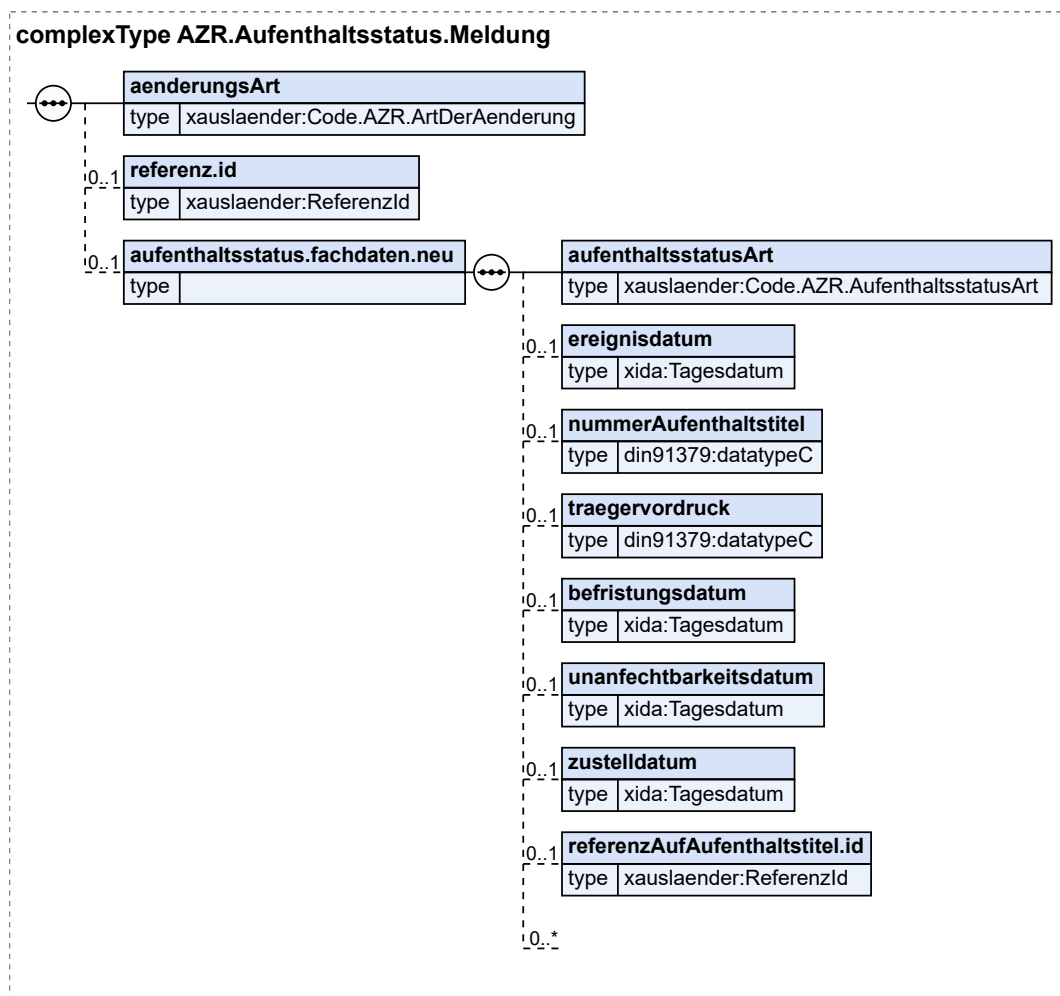 complexType AZR.Aufenthaltsstatus.Meldung
aenderungsArt
type xauslaender:Code.AZR.ArtDerAenderung
0..1 referenz.id
type xauslaender:ReferenzId
0..1 aufenthaltsstatus.fachdaten.neu
type
aufenthaltsstatusArt
type xauslaender:Code.AZR.AufenthaltsstatusArt
0..1 ereignisdatum
type xida:Tagesdatum
0..1 nummerAufenthaltstitel
type din91379:datatypeC
0..1 traegervordruck
type din91379:datatypeC
0..1 befristungsdatum
type xida:Tagesdatum
0..1 unanfechtbarkeitsdatum
type xida:Tagesdatum
0..1 zustelldatum
type xida:Tagesdatum
0..1 referenzAufAufenthaltstitel.id
type xauslaender:ReferenzId
0..*